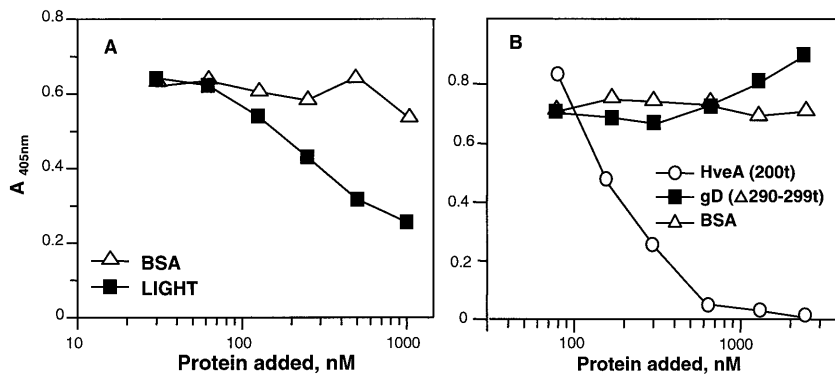 A
0.8
0.6
0.4
0.2
0
A 405nm
BSA
LIGHT
10
100
1000
Protein added, nM
B
0.8
0.6
0.4
0.2
0
HveA (200t)
gD (Δ290-299t)
BSA
100
1000
Protein added, nM